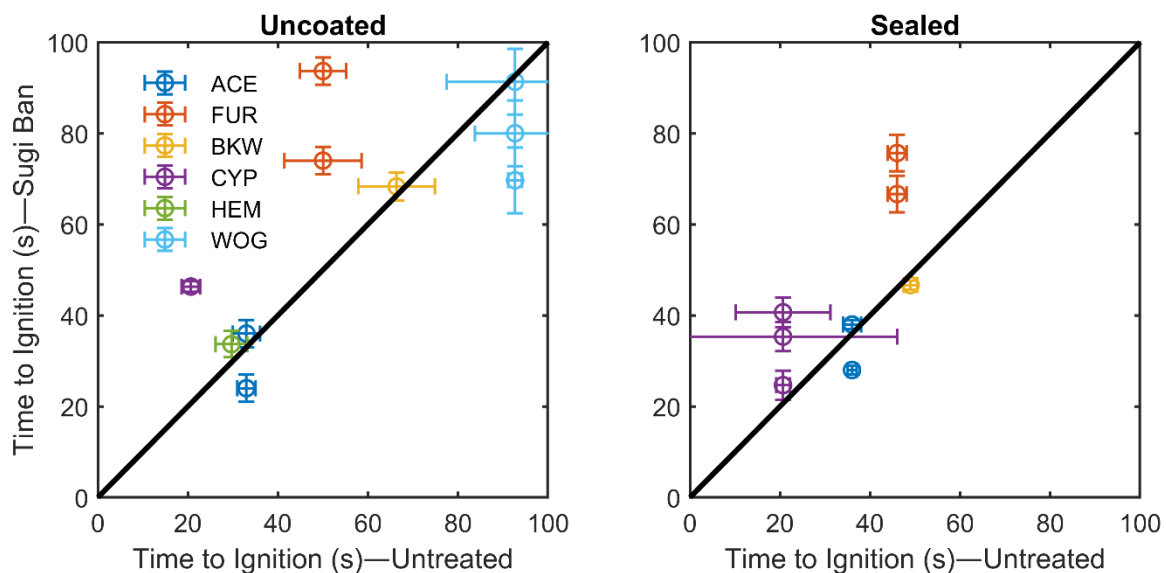 Uncoated
Time to Ignition (s)—Sugi Ban
100
80
60
40
20
0
ACE
FUR
BKW
CYP
HEM
WOG
0 20 40 60 80 100
Time to Ignition (s)—Untreated
Sealed
100
80
60
40
20
0
0 20 40 60 80 100
Time to Ignition (s)—Untreated